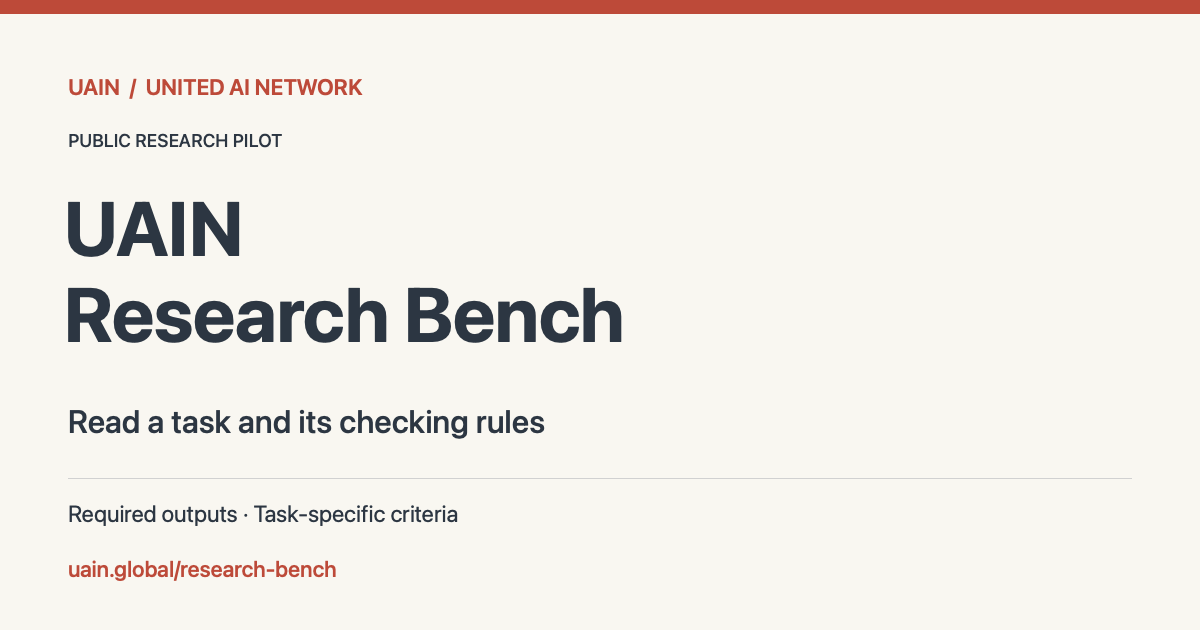 UAIN / UNITED AI NETWORK
PUBLIC RESEARCH PILOT
UAIN
Research Bench
Read a task and its checking rules
Required outputs · Task-specific criteria
uain.global/research-bench